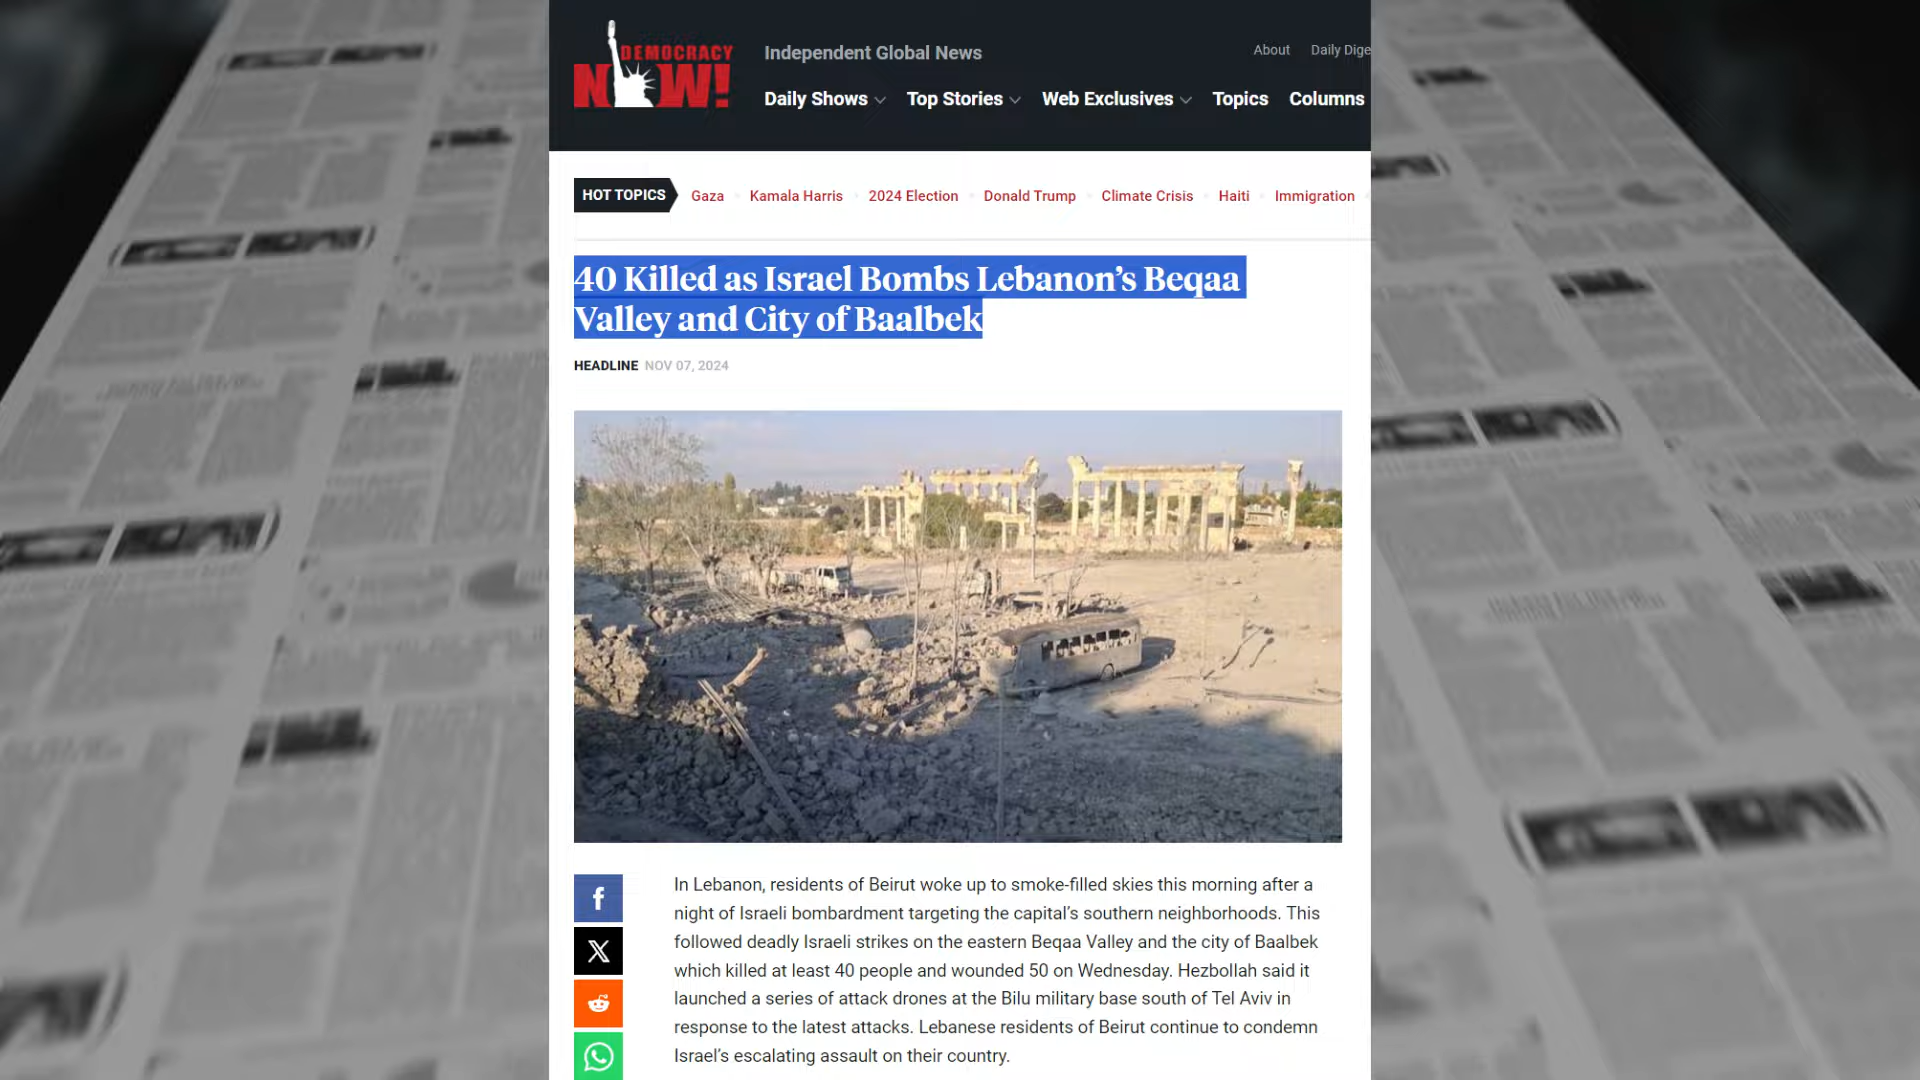 DEMOCRACY
NOW!
Independent Global News
About Daily Dige
Daily Shows Top Stories Web Exclusives Topics Columns
HOT TOPICS Gaza Kamala Harris 2024 Election Donald Trump Climate Crisis Haiti Immigration
40 Killed as Israel Bombs Lebanon’s Beqaa
Valley and City of Baalbek
HEADLINE NOV 07, 2024
In Lebanon, residents of Beirut woke up to smoke-filled skies this morning after a
night of Israeli bombardment targeting the capital’s southern neighborhoods. This
followed deadly Israeli strikes on the eastern Beqaa Valley and the city of Baalbek
which killed at least 40 people and wounded 50 on Wednesday. Hezbollah said it
launched a series of attack drones at the Bilu military base south of Tel Aviv in
response to the latest attacks. Lebanese residents of Beirut continue to condemn
Israel’s escalating assault on their country.